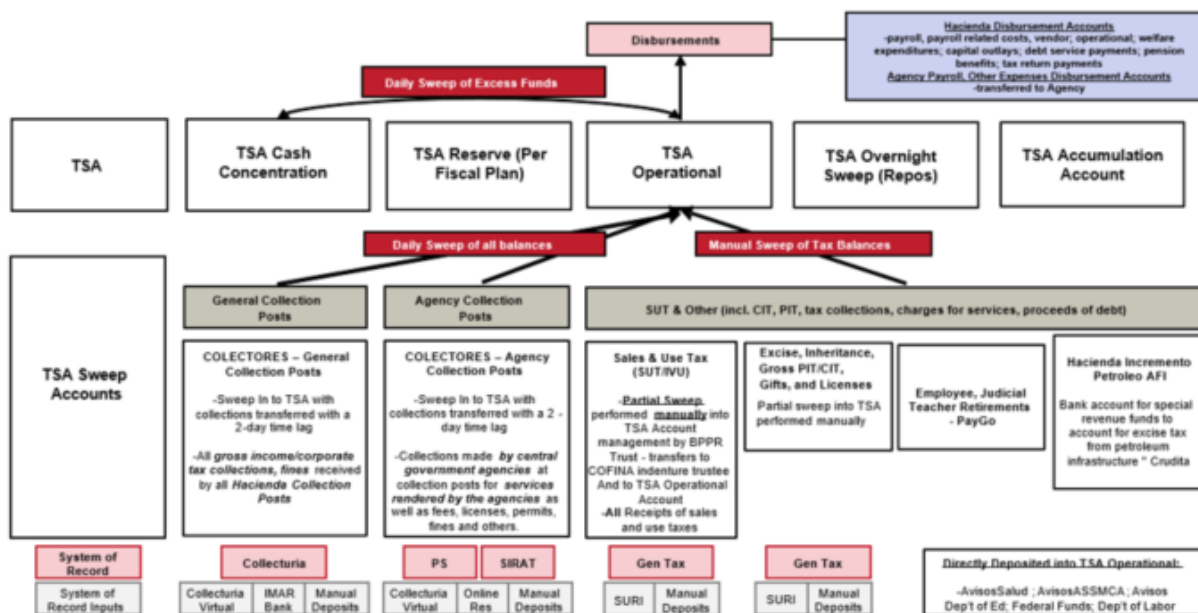 Disbursements
Hacienda Disbursement Accounts
-payroll, payroll related costs, vendor; operational; welfare
expenditures; capital outlays; debt service payments; pension
benefits; tax return payments
Agency Payroll, Other Expenses Disbursement Accounts
-transferred to Agency
Daily Sweep of Excess Funds
TSA
TSA Cash
Concentration
TSA Reserve (Per
Fiscal Plan)
TSA
Operational
TSA Overnight
Sweep (Repos)
TSA Accumulation
Account
Daily Sweep of all balances
Manual Sweep of Tax Balances
TSA Sweep
Accounts
General Collection
Posts
Agency Collection
Posts
SUT & Other (incl. CIT, PIT, tax collections, charges for services, proceeds of debt)
COLECTORES – General
Collection Posts
-Sweep In to TSA with
collections transferred with a
2-day time lag
-All gross income/corporate
tax collections, fines received
by all Hacienda Collection
Posts
COLECTORES – Agency
Collection Posts
-Sweep In to TSA with
collections transferred with a 2 -
day time lag
-Collections made by central
government agencies at
collection posts for services
rendered by the agencies as
well as fees, licenses, permits,
fines and others.
Sales & Use Tax
(SUT/IVU)
-Partial Sweep
performed manually into
TSA Account
management by BPPR
Trust - transfers to
COFINA indenture trustee
And to TSA Operational
Account
-All Receipts of sales
and use taxes
Excise, Inheritance,
Gross PIT/CIT,
Gifts, and Licenses
Partial sweep into TSA
performed manually
Employee, Judicial
Teacher Retirements
- PayGo
Hacienda Incremento
Petroleo AFI
Bank account for special
revenue funds to
account for excise tax
from petroleum
infrastructure " Crudita
System of
Record
Collecturia
PS
SIRAT
Gen Tax
Gen Tax
System of
Record Inputs
Collecturia
Virtual
IMAR
Bank
Manual
Deposits
Collecturia
Virtual
Online
Res
Manual
Deposits
SURI
Manual
Deposits
SURI
Manual
Deposits
Directly Deposited into TSA Operational:
-AvisosSalud ; AvisosASSMCA ; Avisos
Dep't of Ed; Federal Funds; Dep't of Labor